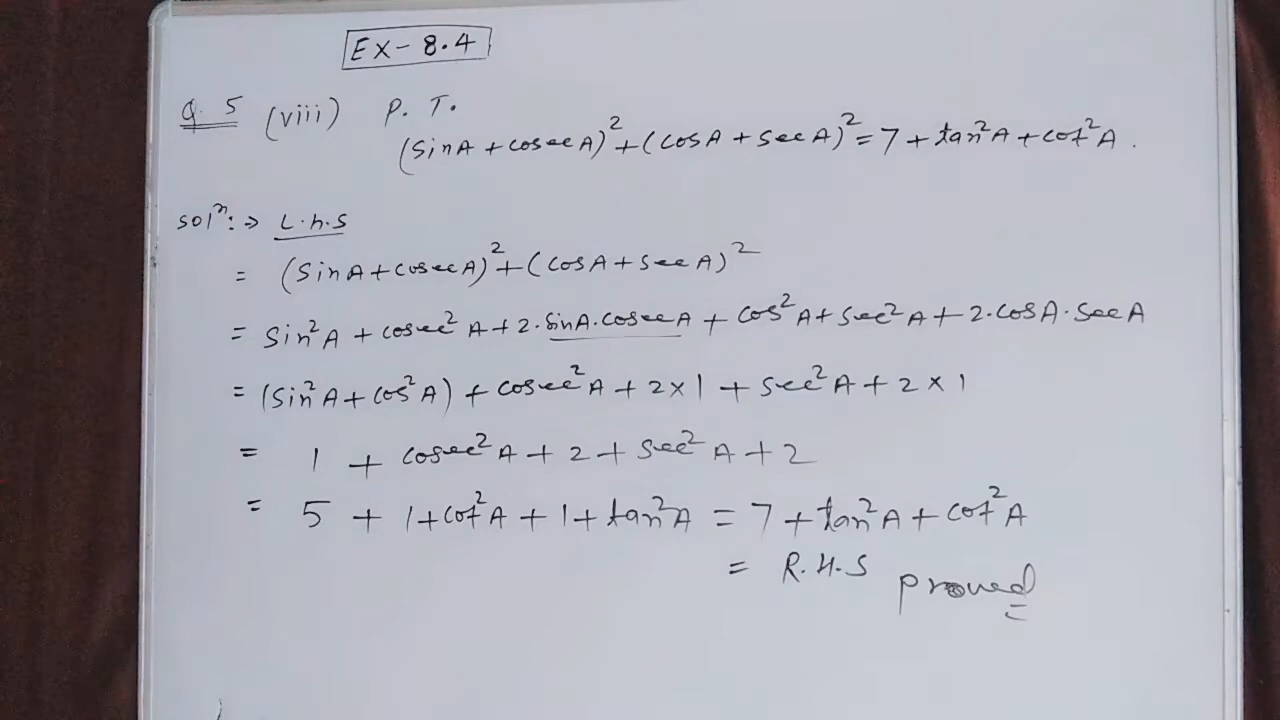 EX - 8.4
Q. 5 (viii) P. T.
(sinA + cosecA)² + (cosA + secA)² = 7 + tan²A + cot²A.
Solⁿ: ⇒ L.h.S
= (sinA + cosecA)² + (cosA + secA)²
= Sin²A + cosec²A + 2.sinA.cosecA + cos²A + sec²A + 2.cosA.secA
= (Sin²A + cos²A) + cosec²A + 2×1 + sec²A + 2×1
= 1 + cosec²A + 2 + sec²A + 2
= 5 + 1 + cot²A + 1 + tan²A = 7 + tan²A + cot²A
= R.H.S proved